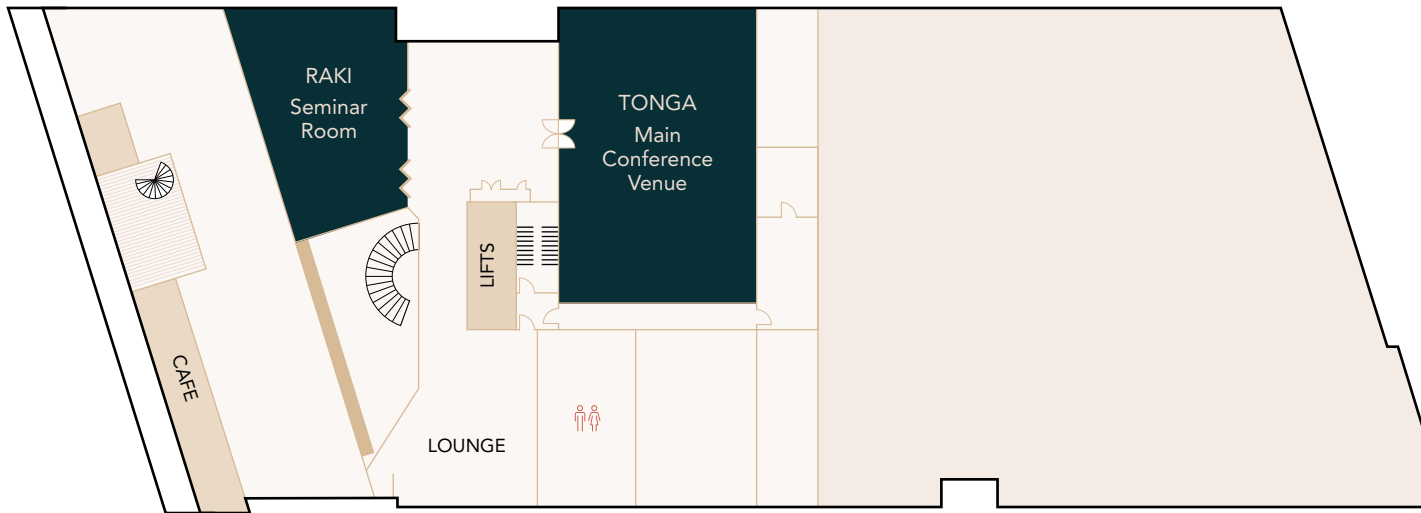 RAKI
Seminar
Room
TONGA
Main
Conference
Venue
LIFTS
CAFE
LOUNGE